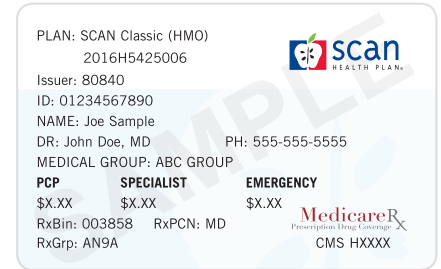 PLAN: SCAN Classic (HMO)
2016H5425006
scan
HEALTH PLAN®
Issuer: 80840
ID: 01234567890
NAME: Joe Sample
DR: John Doe, MD PH: 555-555-5555
MEDICAL GROUP: ABC GROUP
PCP SPECIALIST EMERGENCY
$X.XX $X.XX $X.XX
RxBin: 003858 RxPCN: MD
MedicareRx
Prescription Drug Coverage
RxGrp: AN9A CMS HXXXX
SAMPLE